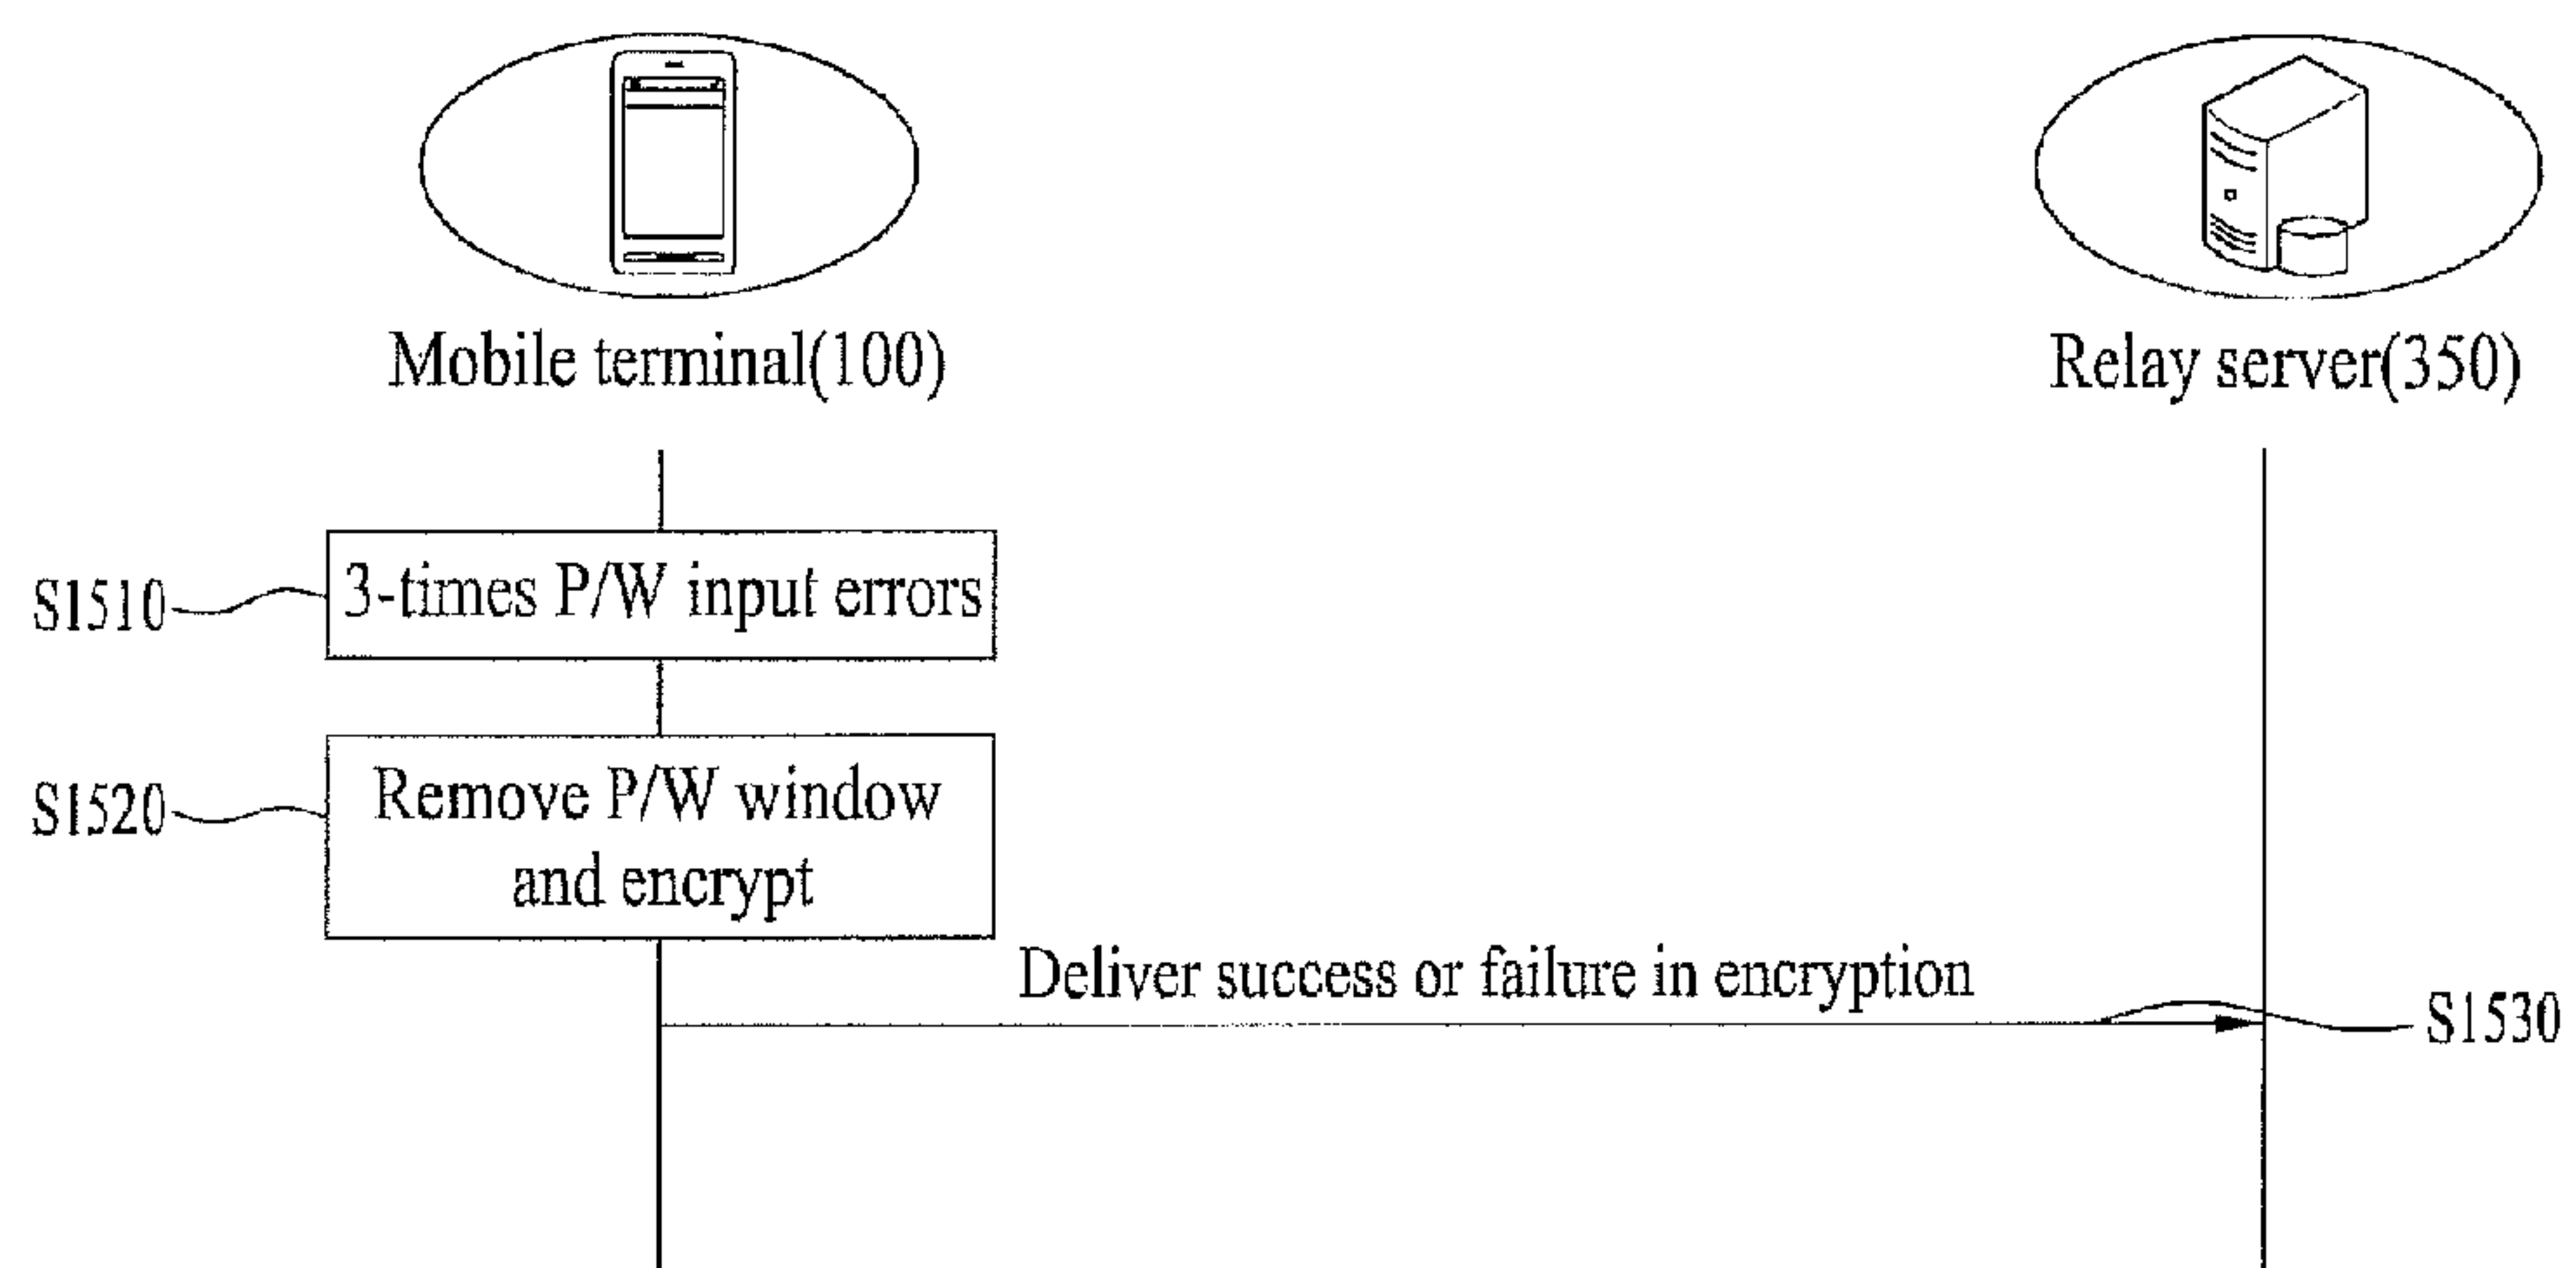 Mobile terminal(100)
Relay server(350)
S1510
3-times P/W input errors
S1520
Remove P/W window
and encrypt
Deliver success or failure in encryption
S1530